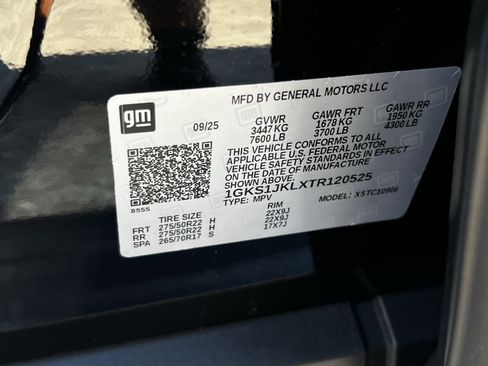 gm
MFD BY GENERAL MOTORS LLC
09/25 GVWR GAWR FRT GAWR RR
3447 KG 1678 KG 1950 KG
7600 LB 3700 LB 4300 LB
THIS VEHICLE CONFORMS TO ALL
APPLICABLE U.S. FEDERAL MOTOR
VEHICLE SAFETY STANDARDS IN EFFECT
ON THE DATE OF MANUFACTURE SHOWN ABOVE
1GKS1JKLXTR120525
8555 TYPE: MPV MODEL: X5TC10906
TIRE SIZE RIM
FRT 275/50R22 H 22X9J
RR 275/50R22 H 22X9J
SPA 265/70R17 S 17X7J